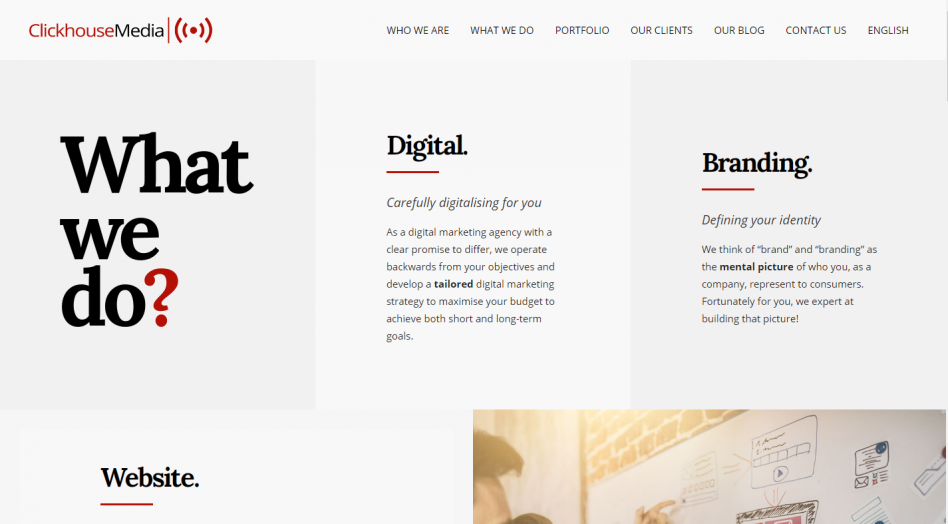 ClickhouseMedia
WHO WE ARE WHAT WE DO PORTFOLIO OUR CLIENTS OUR BLOG CONTACT US ENGLISH
What
we
do?
Digital.
Carefully digitalising for you
As a digital marketing agency with a
clear promise to differ, we operate
backwards from your objectives and
develop a tailored digital marketing
strategy to maximise your budget to
achieve both short and long-term
goals.
Branding.
Defining your identity
We think of “brand” and “branding” as
the mental picture of who you, as a
company, represent to consumers.
Fortunately for you, we expert at
building that picture!
Website.